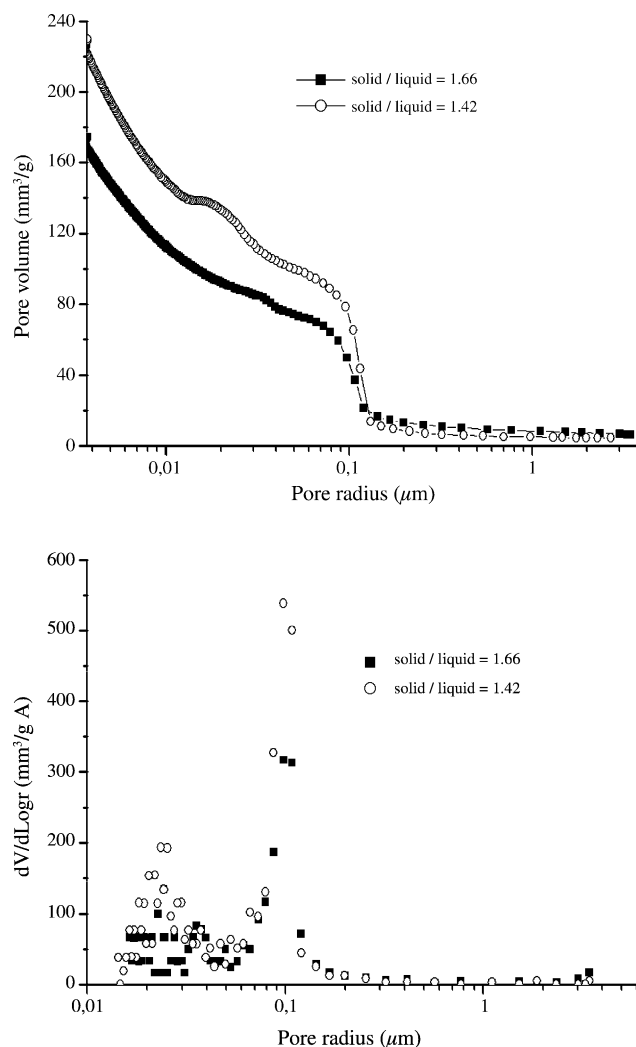 240
200
160
120
80
40
0
Pore volume (mm³/g)
solid / liquid = 1.66
solid / liquid = 1.42
0,01
0,1
1
Pore radius (µm)
600
500
400
300
200
100
0
dV/dLogr (mm³/g A)
solid / liquid = 1.66
solid / liquid = 1.42
0,01
0,1
1
Pore radius (µm)